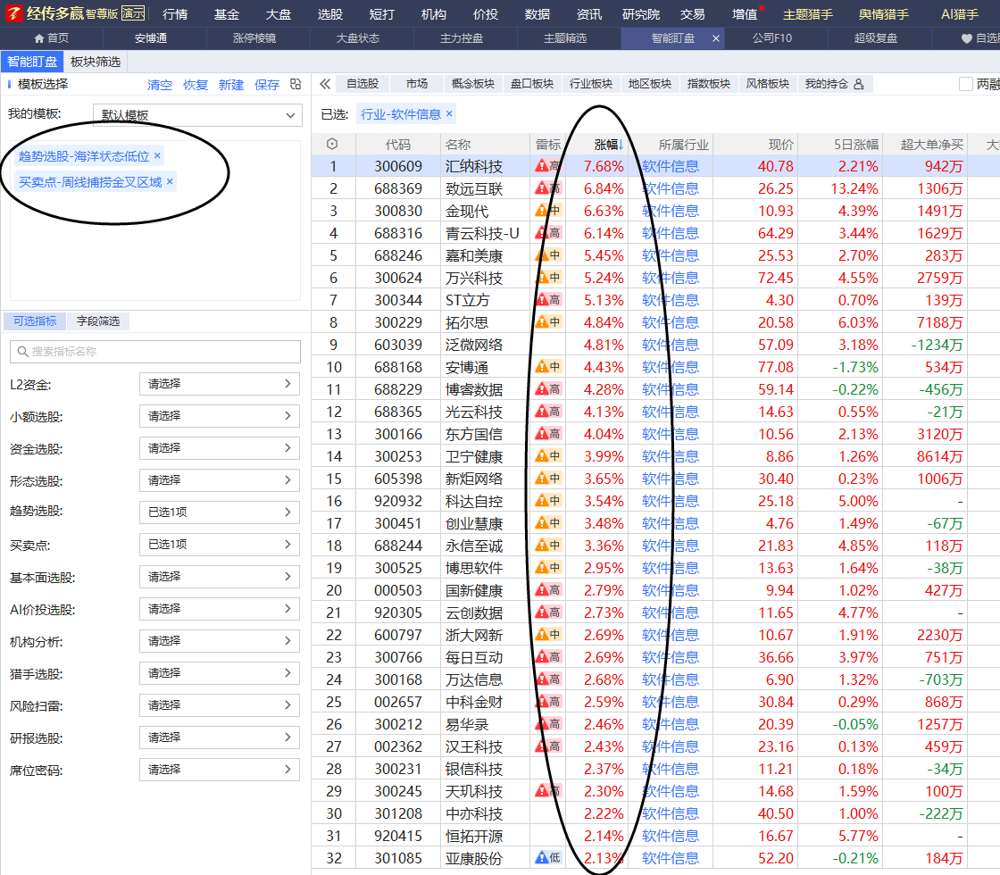 经传多赢 智尊版 演示 行情 基金 大盘 选股 短打 机构 价投 数据 资讯 研究院 交易 增值 主题猎手 舆情猎手 AI猎手
首页 安博通 涨停棱镜 大盘状态 主力控盘 主题精选 智能盯盘 × 公司F10 超级复盘 自选
智能盯盘 板块筛选
模板选择 清空 恢复 新建 保存
自选股 市场 概念板块 盘口板块 行业板块 地区板块 指数板块 风格板块 我的持仓 两融
我的模板: 默认模板
已选: 行业-软件信息 ×
趋势选股-海洋状态低位 ×
买卖点-周线捕捞金叉区域 ×
可选指标 字段筛选
搜索指标名称
L2资金: 请选择
小额选股: 请选择
资金选股: 请选择
形态选股: 请选择
趋势选股: 已选1项
买卖点: 已选1项
基本面选股: 请选择
AI价投选股: 请选择
机构分析: 请选择
猎手选股: 请选择
风险扫雷: 请选择
研报选股: 请选择
席位密码: 请选择
代码 名称 雷标 涨幅↓ 所属行业 现价 5日涨幅 超大单净买 大
1 300609 汇纳科技 高 7.68% 软件信息 40.78 2.21% 942万
2 688369 致远互联 高 6.84% 软件信息 26.25 13.24% 1306万
3 300830 金现代 中 6.63% 软件信息 10.93 4.39% 1491万
4 688316 青云科技-U 高 6.14% 软件信息 64.29 3.44% 1629万
5 688246 嘉和美康 中 5.45% 软件信息 25.53 2.70% 283万
6 300624 万兴科技 中 5.24% 软件信息 72.45 4.55% 2759万
7 300344 ST立方 高 5.13% 软件信息 4.30 0.70% 139万
8 300229 拓尔思 中 4.84% 软件信息 20.58 6.03% 7188万
9 603039 泛微网络 4.81% 软件信息 57.09 3.18% -1234万
10 688168 安博通 中 4.43% 软件信息 77.08 -1.73% 534万
11 688229 博睿数据 高 4.28% 软件信息 59.14 -0.22% -456万
12 688365 光云科技 高 4.13% 软件信息 14.63 0.55% -21万
13 300166 东方国信 高 4.04% 软件信息 10.56 2.13% 3120万
14 300253 卫宁健康 中 3.99% 软件信息 8.86 1.26% 8614万
15 605398 新炬网络 中 3.65% 软件信息 30.40 0.23% 1006万
16 920932 科达自控 中 3.54% 软件信息 25.18 5.00% -
17 300451 创业慧康 中 3.48% 软件信息 4.76 1.49% -67万
18 688244 永信至诚 中 3.36% 软件信息 21.83 4.85% 118万
19 300525 博思软件 中 2.95% 软件信息 13.63 1.64% -38万
20 000503 国新健康 高 2.79% 软件信息 9.94 1.02% 427万
21 920305 云创数据 高 2.73% 软件信息 11.65 4.77% -
22 600797 浙大网新 中 2.69% 软件信息 10.67 1.91% 2230万
23 300766 每日互动 高 2.69% 软件信息 36.66 3.97% 751万
24 300168 万达信息 高 2.68% 软件信息 6.90 1.32% -703万
25 002657 中科金财 高 2.59% 软件信息 30.84 0.29% 868万
26 300212 易华录 高 2.46% 软件信息 20.39 -0.05% 1257万
27 002362 汉王科技 高 2.43% 软件信息 23.16 0.13% 459万
28 300231 银信科技 2.37% 软件信息 11.21 0.18% -34万
29 300245 天玑科技 高 2.30% 软件信息 14.68 1.59% 100万
30 301208 中亦科技 2.22% 软件信息 40.50 1.00% -222万
31 920415 恒拓开源 2.14% 软件信息 16.67 5.77% -
32 301085 亚康股份 低 2.13% 软件信息 52.20 -0.21% 184万